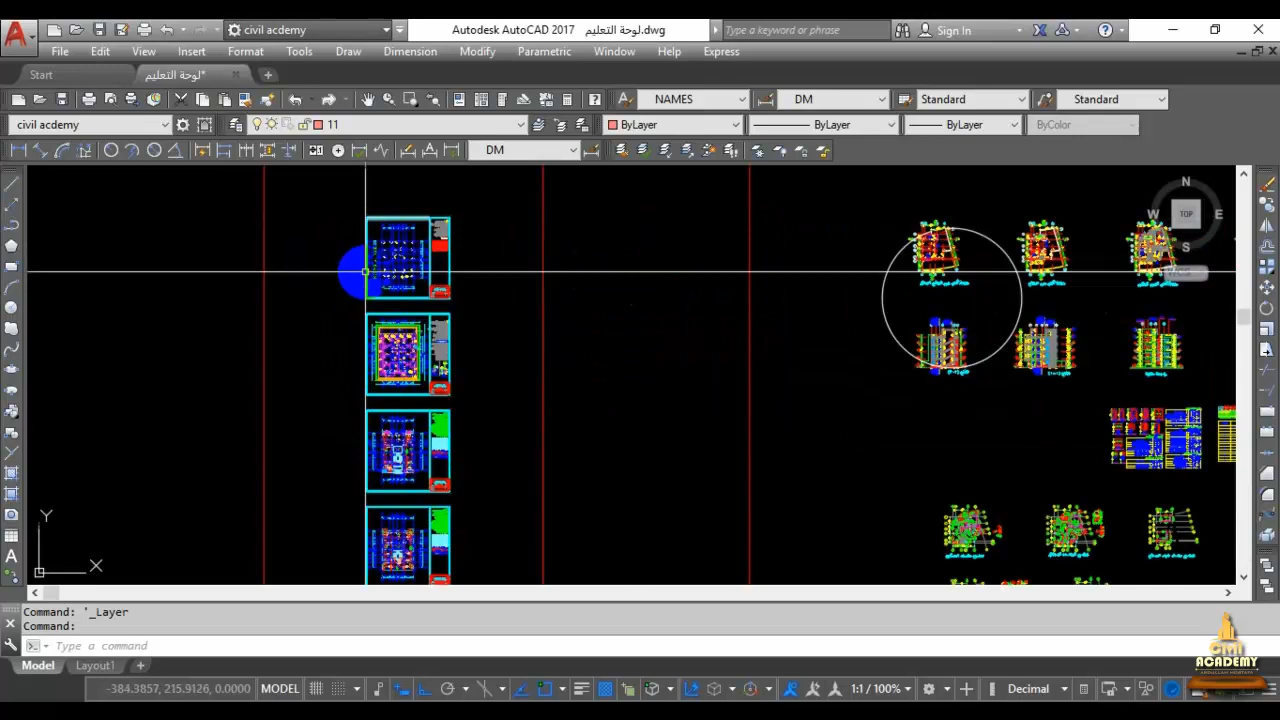 civil acdemy
Autodesk AutoCAD 2017 لوحة التعليم.dwg
Type a keyword or phrase
Sign In
File Edit View Insert Format Tools Draw Dimension Modify Parametric Window Help Express
Start
لوحة التعليم*
NAMES
DM
Standard
Standard
civil acdemy
11
ByLayer
ByLayer
ByLayer
ByColor
DM
N
W TOP E
S
WCS
Y
X
Command: '_Layer
Command:
Type a command
Model Layout1
-384.3857, 215.9126, 0.0000 MODEL
1:1 / 100%
Decimal
CIVIL
ACADEMY